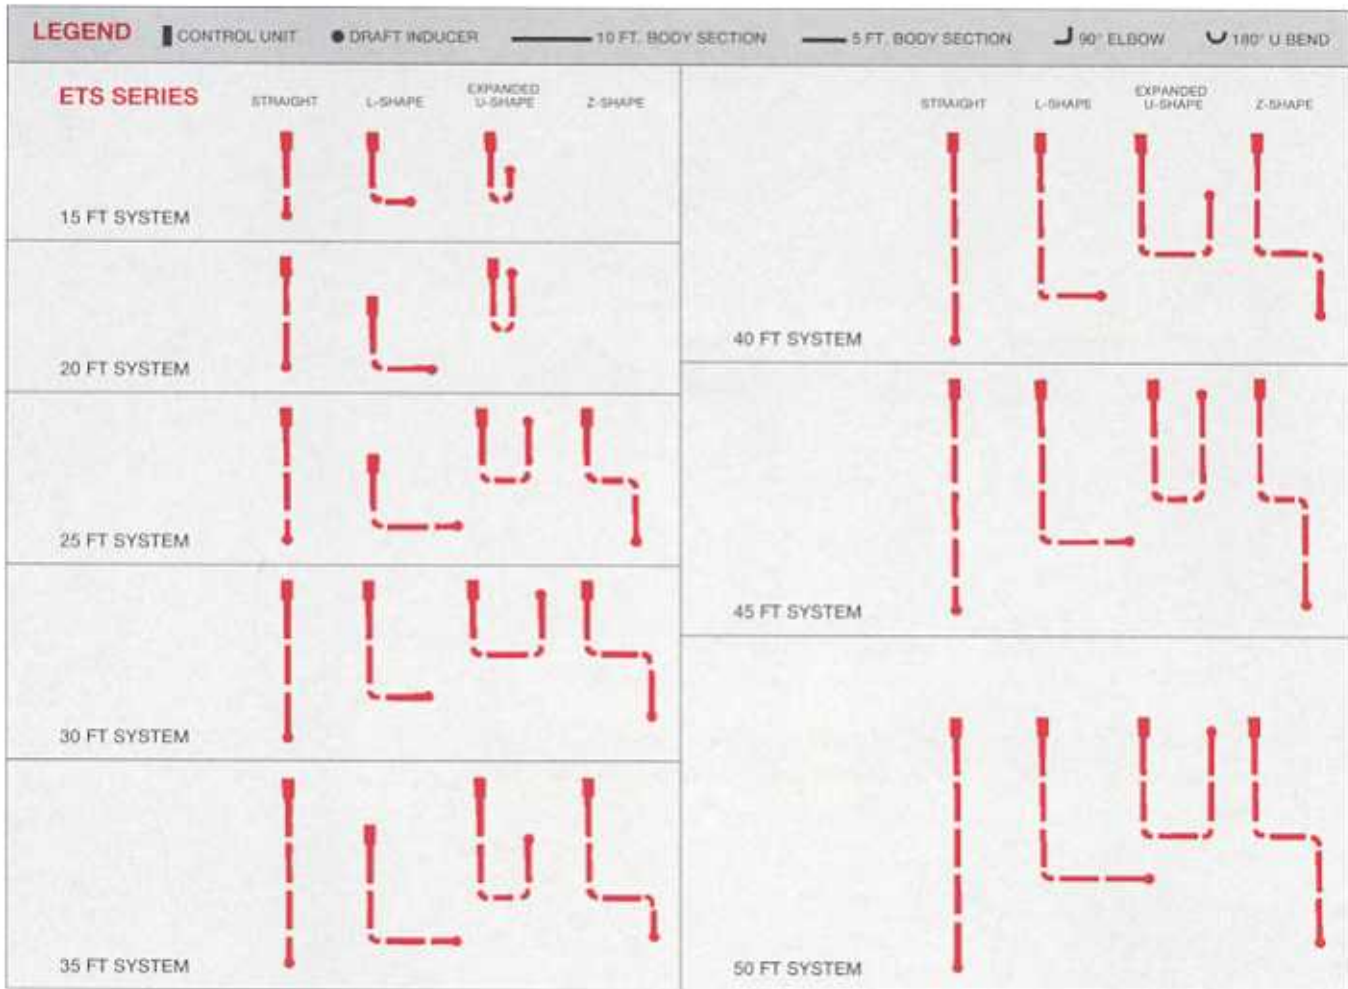 LEGEND CONTROL UNIT DRAFT INDUCER 10 FT. BODY SECTION 5 FT. BODY SECTION 90° ELBOW 180° U BEND
ETS SERIES
STRAIGHT L-SHAPE EXPANDED U-SHAPE Z-SHAPE
15 FT SYSTEM
20 FT SYSTEM
25 FT SYSTEM
30 FT SYSTEM
35 FT SYSTEM
STRAIGHT L-SHAPE EXPANDED U-SHAPE Z-SHAPE
40 FT SYSTEM
45 FT SYSTEM
50 FT SYSTEM